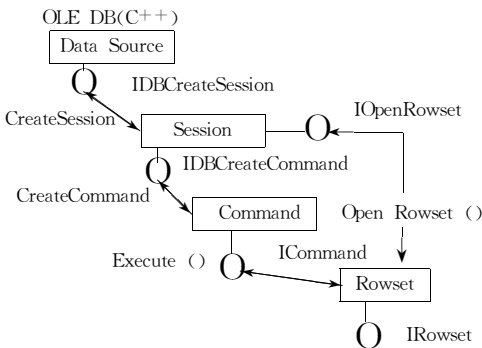 OLE DB(C++)
Data Source
IDBCreateSession
CreateSession
IOpenRowset
Session
IDBCreateCommand
CreateCommand
Command
Open Rowset ()
ICommand
Execute ()
Rowset
IRowset